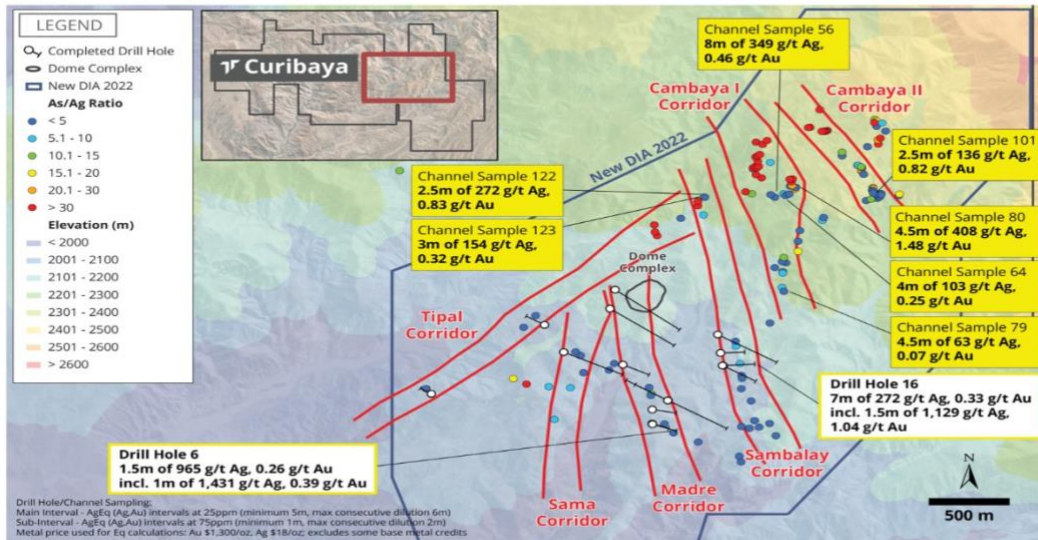 LEGEND
Completed Drill Hole
Dome Complex
New DIA 2022
As/Ag Ratio
< 5
5.1 - 10
10.1 - 15
15.1 - 20
20.1 - 30
> 30
Elevation (m)
< 2000
2001 - 2100
2101 - 2200
2201 - 2300
2301 - 2400
2401 - 2500
2501 - 2600
> 2600
Curibaya
Channel Sample 56
8m of 349 g/t Ag,
0.46 g/t Au
Cambaya I
Corridor
Cambaya II
Corridor
New DIA 2022
Channel Sample 101
2.5m of 136 g/t Ag,
0.82 g/t Au
Channel Sample 122
2.5m of 272 g/t Ag,
0.83 g/t Au
Channel Sample 123
3m of 154 g/t Ag,
0.32 g/t Au
Channel Sample 80
4.5m of 408 g/t Ag,
1.48 g/t Au
Channel Sample 64
4m of 103 g/t Ag,
0.25 g/t Au
Channel Sample 79
4.5m of 63 g/t Ag,
0.07 g/t Au
Dome
Complex
Tipal
Corridor
Drill Hole 16
7m of 272 g/t Ag, 0.33 g/t Au
incl. 1.5m of 1,129 g/t Ag,
1.04 g/t Au
Drill Hole 6
1.5m of 965 g/t Ag, 0.26 g/t Au
incl. 1m of 1,431 g/t Ag, 0.39 g/t Au
Sambalay
Corridor
Madre
Corridor
Sama
Corridor
N
500 m
Drill Hole/Channel Sampling:
Main Interval - AgEq (Ag,Au) intervals at 25ppm (minimum 5m, max consecutive dilution 6m)
Sub-Interval - AgEq (Ag,Au) intervals at 75ppm (minimum 1m, max consecutive dilution 2m)
Metal price used for Eq calculations: Au $1,300/oz, Ag $18/oz; excludes some base metal credits